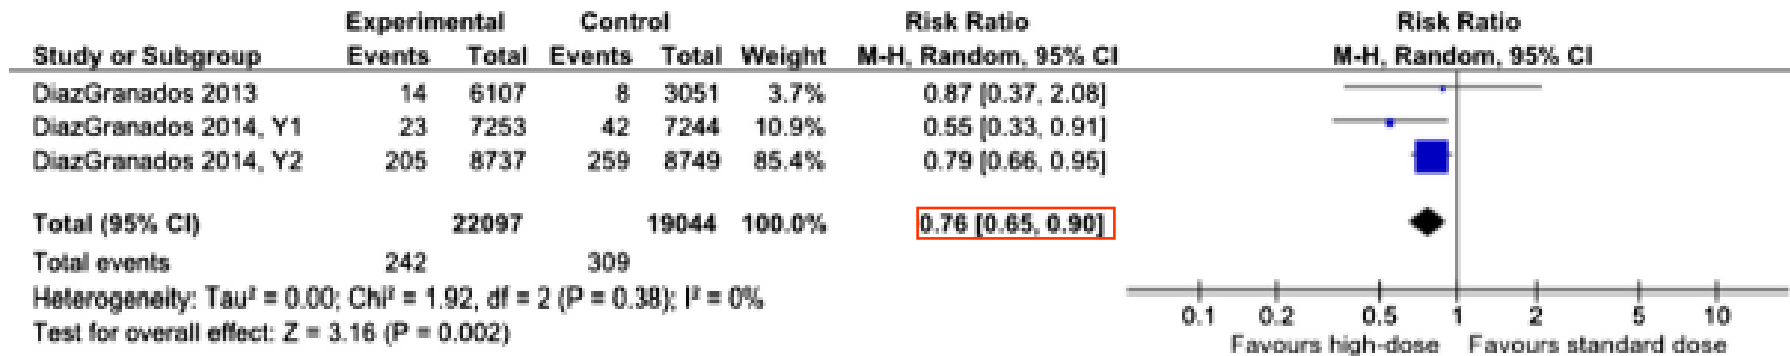 Experimental Control Risk Ratio Risk Ratio
Study or Subgroup Events Total Events Total Weight M-H, Random, 95% CI M-H, Random, 95% CI
DiazGranados 2013 14 6107 8 3051 3.7% 0.87 [0.37, 2.08]
DiazGranados 2014, Y1 23 7253 42 7244 10.9% 0.55 [0.33, 0.91]
DiazGranados 2014, Y2 205 8737 259 8749 85.4% 0.79 [0.66, 0.95]
Total (95% CI) 22097 19044 100.0% 0.76 [0.65, 0.90]
Total events 242 309
Heterogeneity: Tau² = 0.00; Chi² = 1.92, df = 2 (P = 0.38); I² = 0%
Test for overall effect: Z = 3.16 (P = 0.002)
0.1 0.2 0.5 1 2 5 10
Favours high-dose Favours standard dose